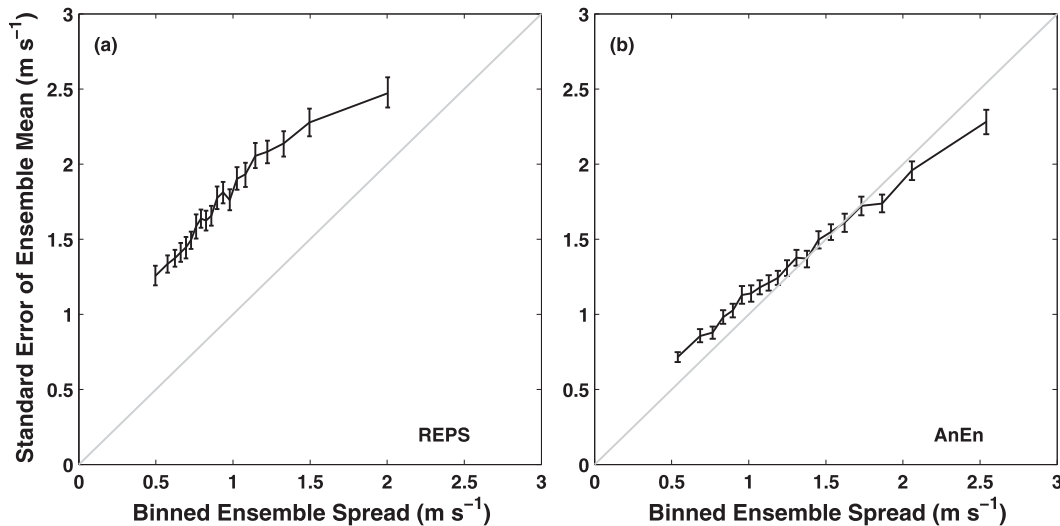 Standard Error of Ensemble Mean (m s⁻¹)
(a)
3
2.5
2
1.5
1
0.5
0
REPS
0 0.5 1 1.5 2 2.5 3
Binned Ensemble Spread (m s⁻¹)
(b)
3
2.5
2
1.5
1
0.5
0
AnEn
0 0.5 1 1.5 2 2.5 3
Binned Ensemble Spread (m s⁻¹)